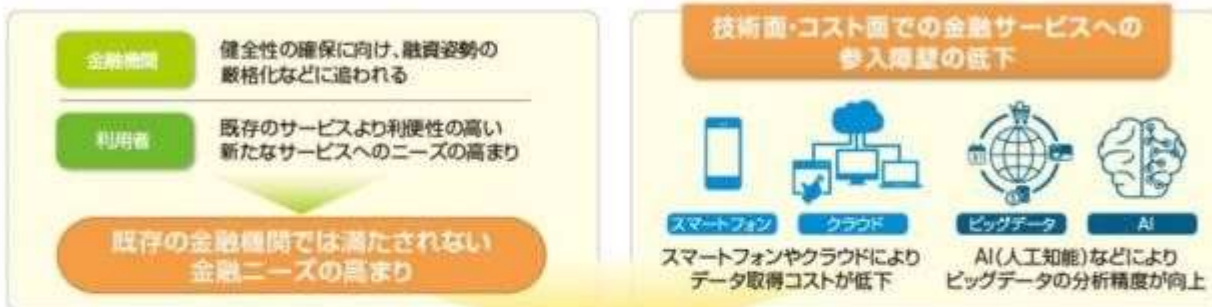 金融機関
健全性の確保に向け、融資姿勢の
厳格化などに追われる
利用者
既存のサービスより利便性の高い
新たなサービスへのニーズの高まり
既存の金融機関では満たされない
金融ニーズの高まり
技術面・コスト面での金融サービスへの
参入障壁の低下
スマートフォン
クラウド
ビッグデータ
AI
スマートフォンやクラウドにより
データ取得コストが低下
AI(人工知能)などにより
ビッグデータの分析精度が向上